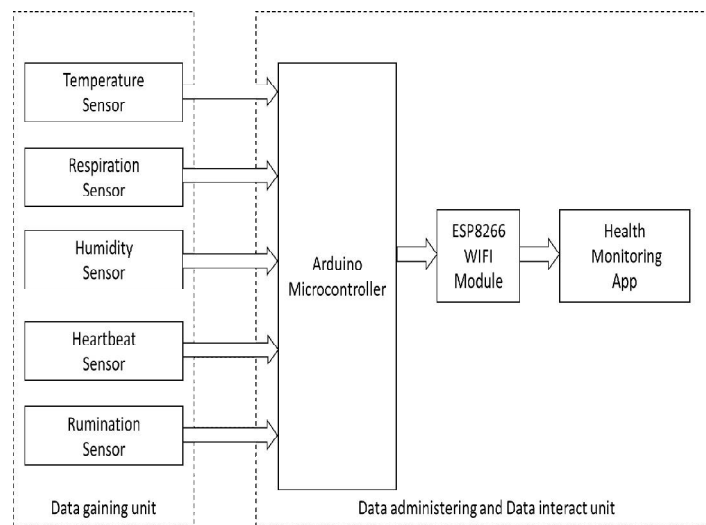 Temperature
Sensor
Respiration
Sensor
Humidity
Sensor
Heartbeat
Sensor
Rumination
Sensor
Data gaining unit
Arduino
Microcontroller
ESP8266
WIFI
Module
Health
Monitoring
App
Data administering and Data interact unit